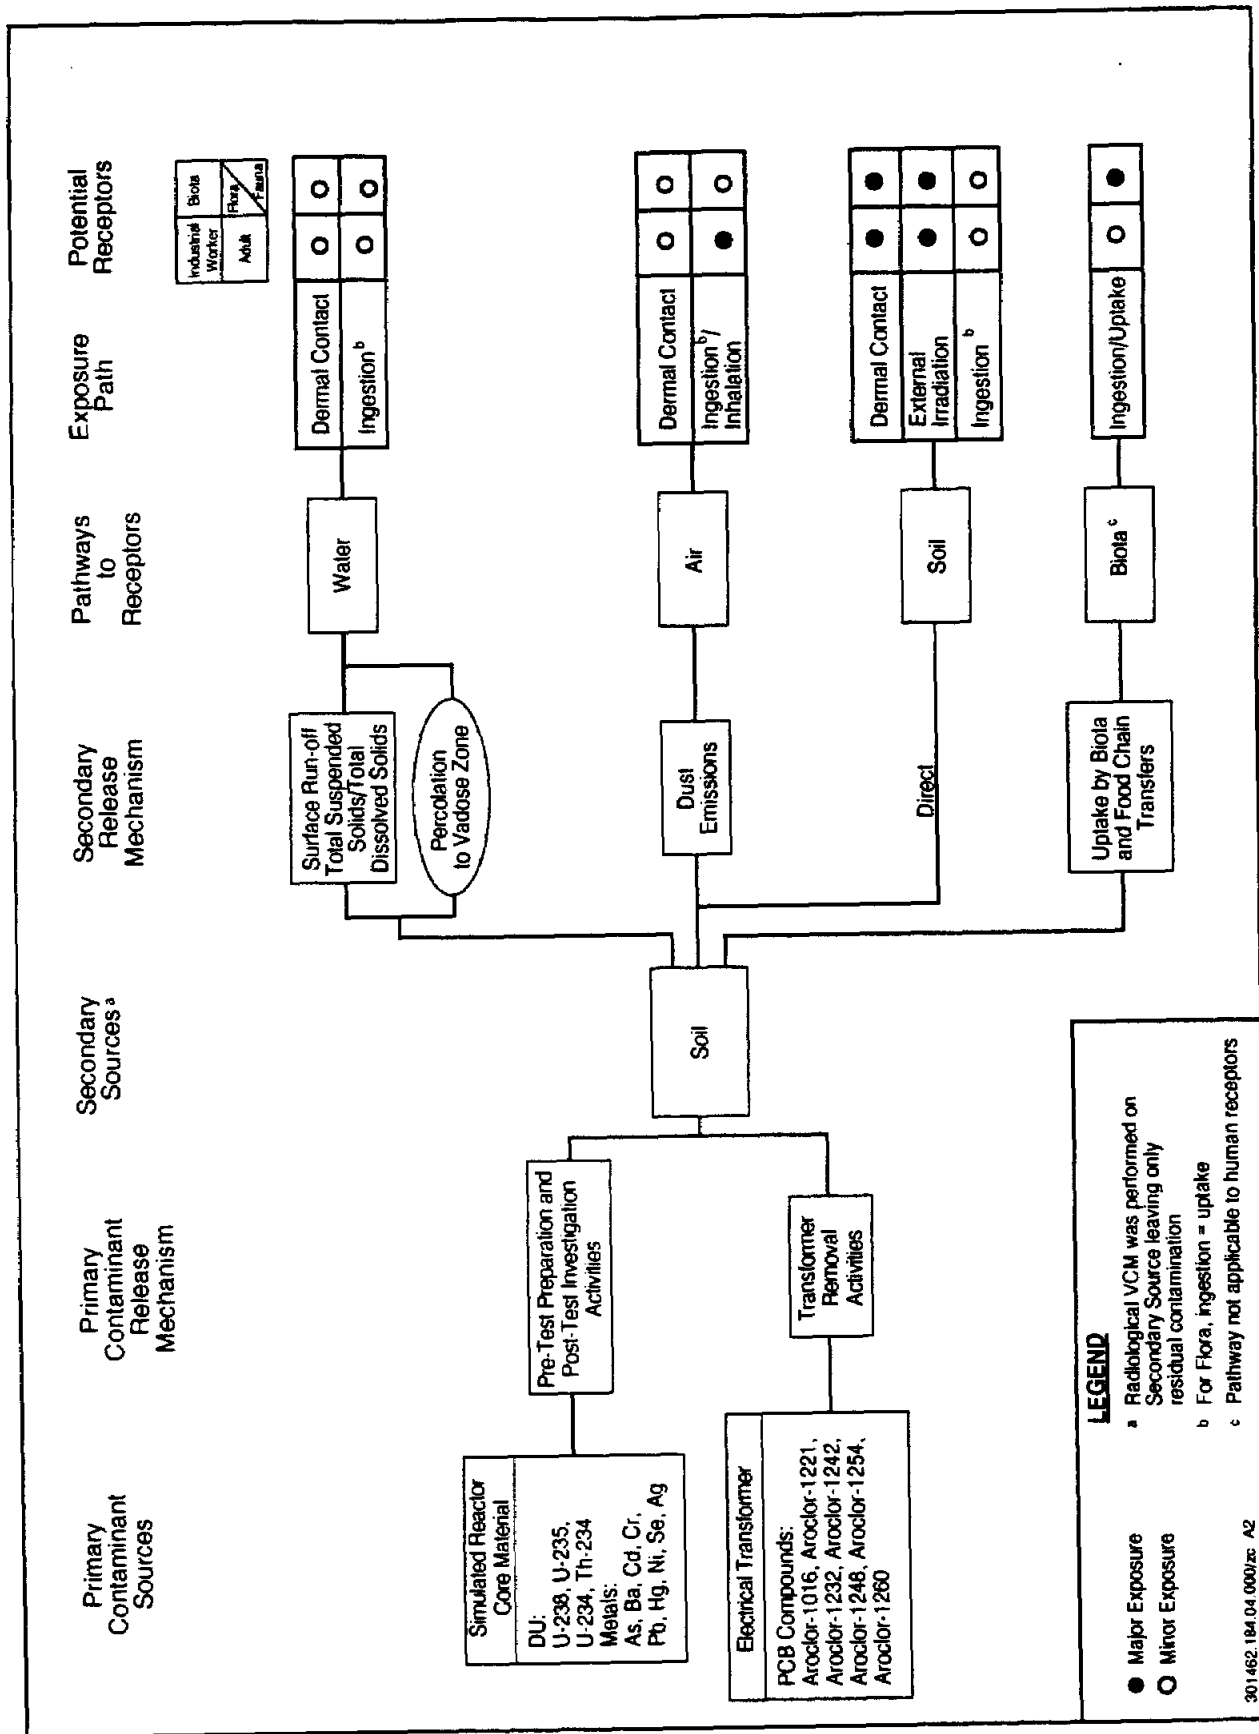 Primary
Contaminant
Sources
Primary
Contaminant
Release
Mechanism
Secondary
Sources a
Secondary
Release
Mechanism
Pathways
to
Receptors
Exposure
Path
Potential
Receptors
Industrial
Worker
Biota
Adult
Flora
Fauna
Simulated Reactor
Core Material
DU:
U-238, U-235,
U-234, Th-234
Metals:
As, Ba, Cd, Cr,
Pb, Hg, Ni, Se, Ag
Electrical Transformer
PCB Compounds:
Aroclor-1016, Aroclor-1221,
Aroclor-1232, Aroclor-1242,
Aroclor-1248, Aroclor-1254,
Aroclor-1260
Pre-Test Preparation and
Post-Test Investigation
Activities
Transformer
Removal
Activities
Soil
Surface Run-off
Total Suspended
Solids/Total
Dissolved Solids
Percolation
to Vadose Zone
Dust
Emissions
Direct
Uptake by Biota
and Food Chain
Transfers
Water
Air
Soil
Biota c
Dermal Contact
Ingestion b
Dermal Contact
Ingestion b/
Inhalation
Dermal Contact
External
Irradiation
Ingestion b
Ingestion/Uptake
LEGEND
● Major Exposure
○ Minor Exposure
a Radiological VCM was performed on
Secondary Source leaving only
residual contamination
b For Flora, ingestion = uptake
c Pathway not applicable to human receptors
301462.184.04.000/zc A2